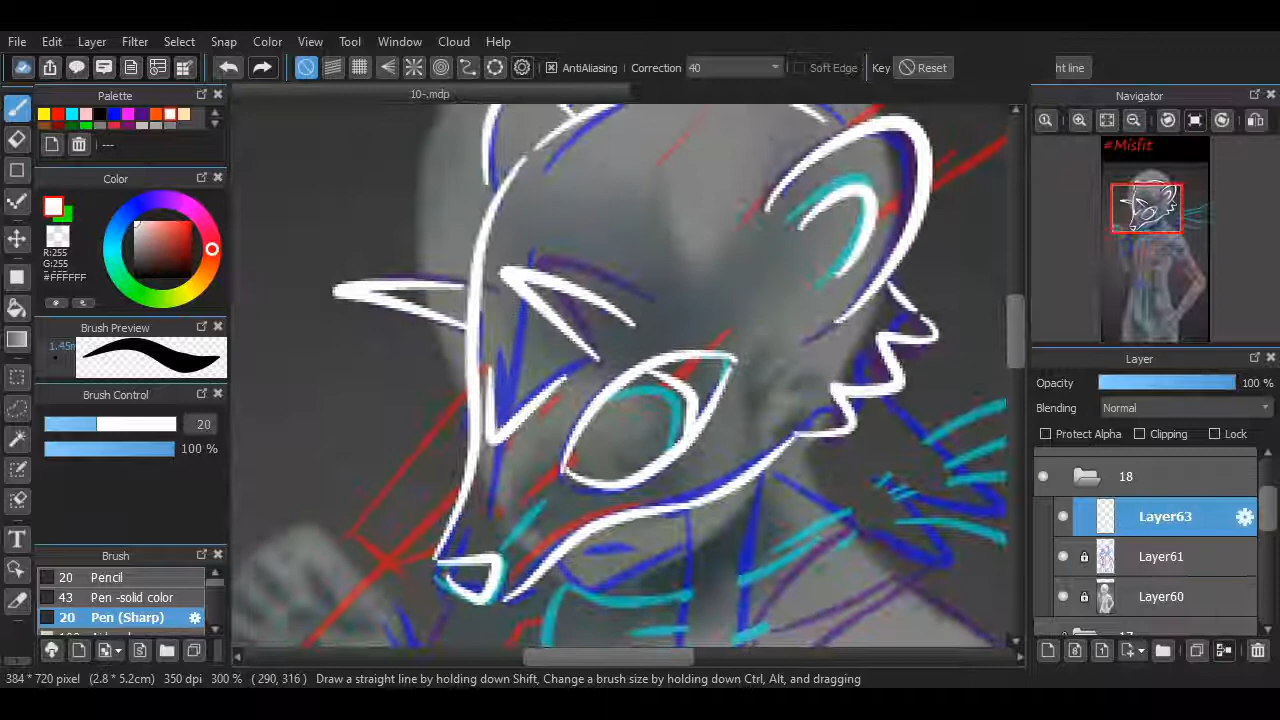 File Edit Layer Filter Select Snap Color View Tool Window Cloud Help
AntiAliasing Correction 40 Soft Edge Key Reset ht line
Palette
10-.mdp
Navigator
---
#Misfit
Color
R:255
G:255
#FFFFFF
Brush Preview
Layer
Opacity 100 %
Brush Control
Blending Normal
20
Protect Alpha Clipping Lock
100 %
18
Layer63
Brush
Layer61
20 Pencil
43 Pen -solid color
Layer60
20 Pen (Sharp)
384 * 720 pixel (2.8 * 5.2cm) 350 dpi 300 % ( 290, 316 ) Draw a straight line by holding down Shift, Change a brush size by holding down Ctrl, Alt, and dragging